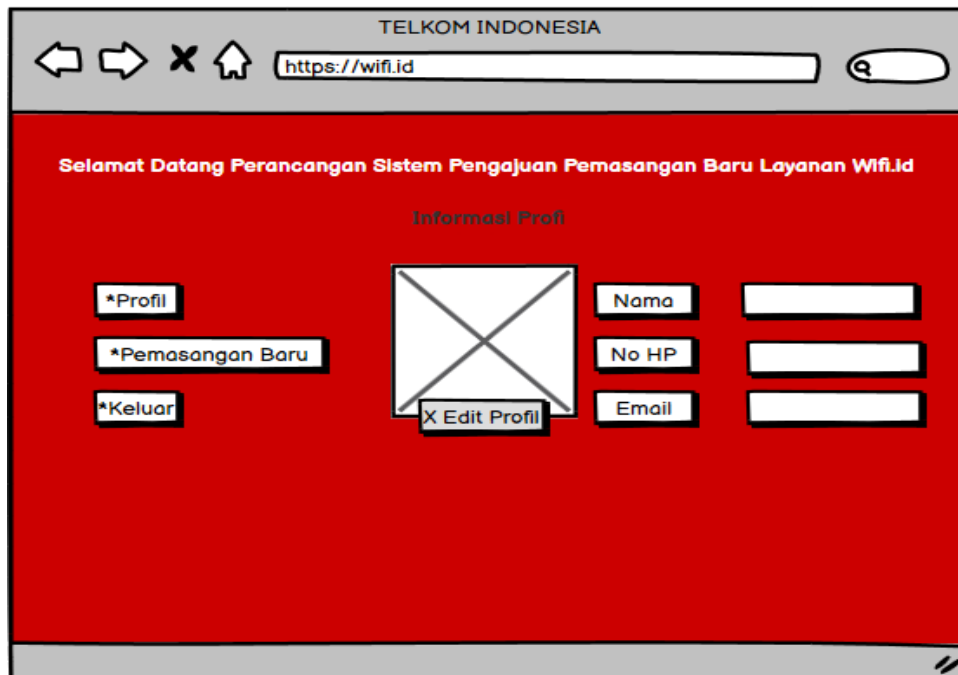 TELKOM INDONESIA
https://wifi.id
Selamat Datang Perancangan Sistem Pengajuan Pemasangan Baru Layanan Wifi.id
Informasi Profi
*Profil
*Pemasangan Baru
*Keluar
X Edit Profil
Nama
No HP
Email